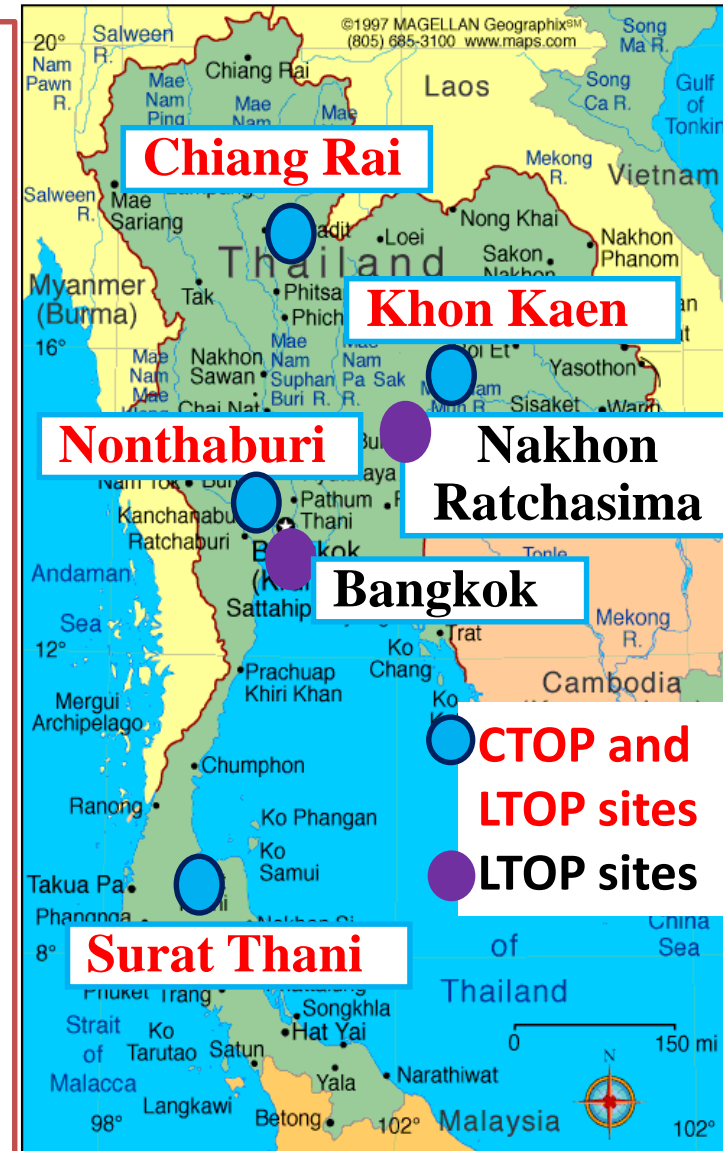 ©1997 MAGELLAN Geographix℠
(805) 685-3100 www.maps.com
20°
Salween
R.
Nam
Pawn
R.
Chiang Rai
Mae
Nam
Ping
Mae
Nam
Mae
Laos
Song
Ma R.
Song
Ca R.
Gulf
of
Tonkin
Vietnam
Mekong
R.
Chiang Rai
Salween
R.
Mae
Sariang
Nong Khai
Loei
Sakon
Nakhon
Nakhon
Phanom
Thailand
Myanmer
(Burma)
Tak
Khon Kaen
16°
Mae
Nam
Mae
Nakhon
Sawan
Mae
Nam
Suphan
Buri R.
Nam
Pa Sak
R.
Yasothon
Chai Nat
Sisaket
Nonthaburi
Nakhon
Ratchasima
Pathum
Thani
Ratchaburi
Bangkok
Sattahip
Andaman
Sea
Tonle
Mekong
R.
12°
Trat
Ko
Chang
Ko
Cambodia
Prachuap
Khiri Khan
Mergui
Archipelago
Chumphon
CTOP and
LTOP sites
LTOP sites
Ranong
Ko Phangan
Ko
Samui
Takua Pa
Phangnga
8°
Surat Thani
China
Sea
of
Thailand
Phuket
Trang
Songkhla
Hat Yai
0
150 mi
N
Strait
of
Malacca
Ko
Tarutao
Satun
Yala
Narathiwat
Langkawi
Betong
Malaysia
98°
102°
102°